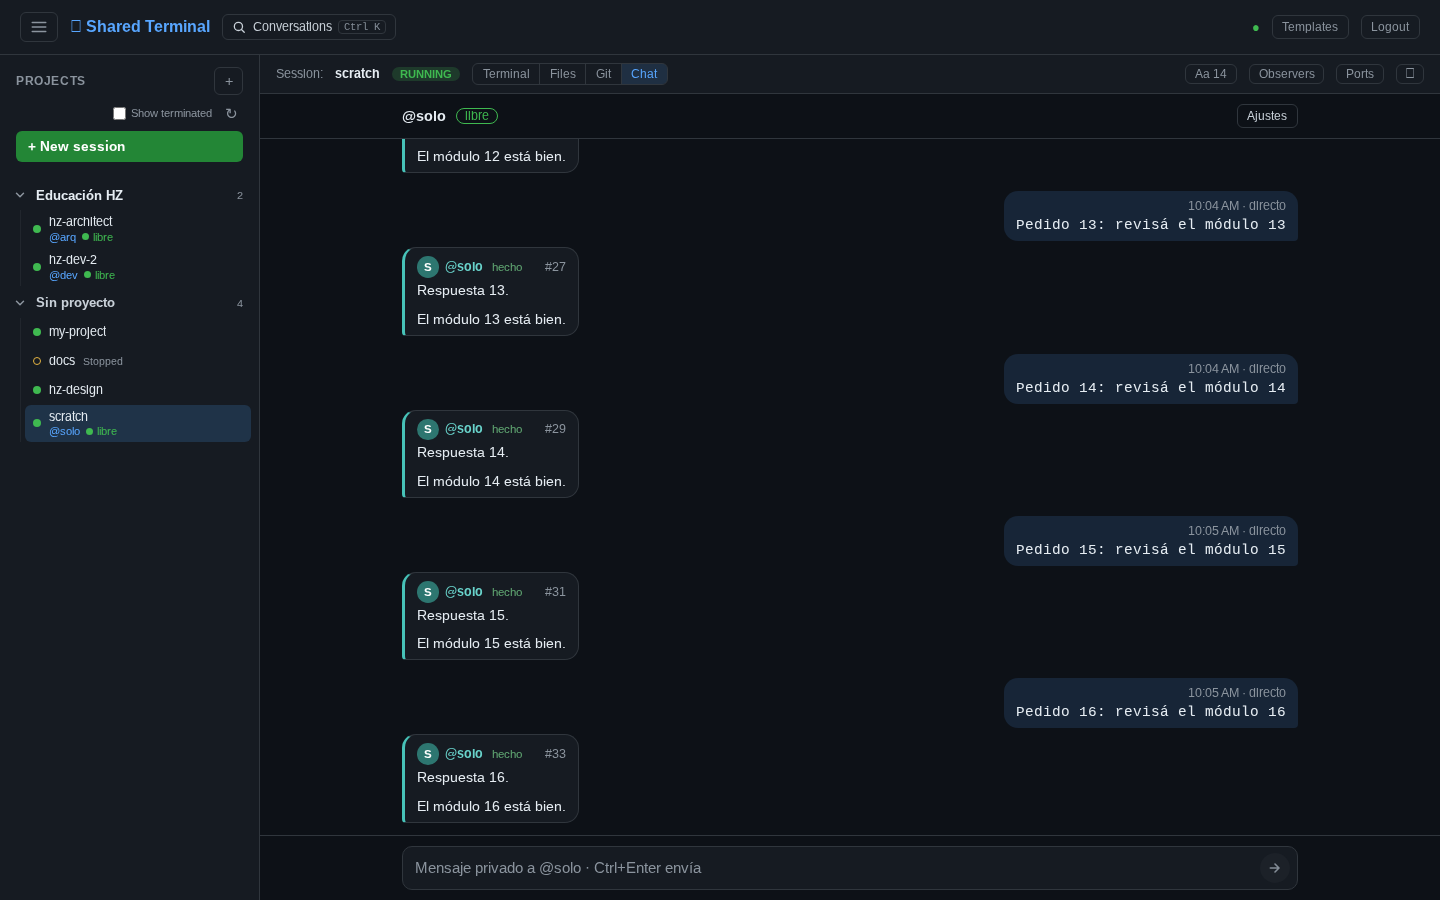 Shared Terminal
Conversations Ctrl K
Templates
Logout
PROJECTS
+
Show terminated ↻
+ New session
Educación HZ 2
hz-architect
@arq libre
hz-dev-2
@dev libre
Sin proyecto 4
my-project
docs Stopped
hz-design
scratch
@solo libre
Session: scratch RUNNING Terminal Files Git Chat
Aa 14 Observers Ports
@solo libre Ajustes
El módulo 12 está bien.
10:04 AM · directo
Pedido 13: revisá el módulo 13
S @solo hecho #27
Respuesta 13.
El módulo 13 está bien.
10:04 AM · directo
Pedido 14: revisá el módulo 14
S @solo hecho #29
Respuesta 14.
El módulo 14 está bien.
10:05 AM · directo
Pedido 15: revisá el módulo 15
S @solo hecho #31
Respuesta 15.
El módulo 15 está bien.
10:05 AM · directo
Pedido 16: revisá el módulo 16
S @solo hecho #33
Respuesta 16.
El módulo 16 está bien.
Mensaje privado a @solo · Ctrl+Enter envía